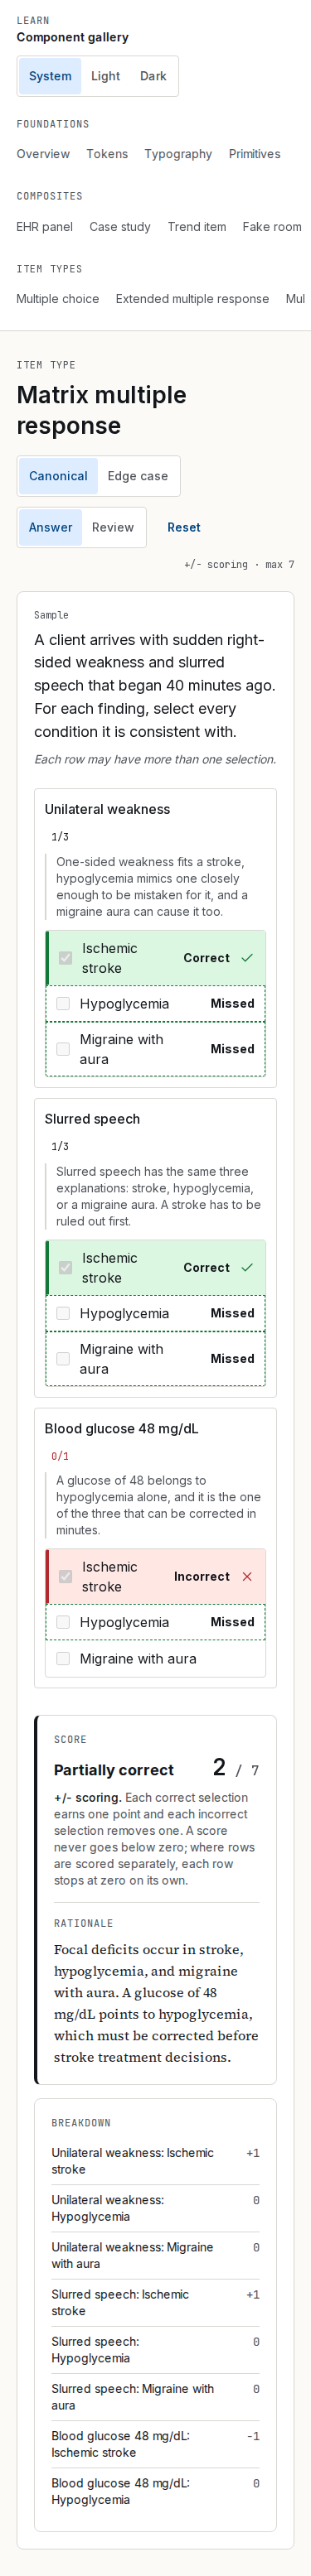 LEARN
Component gallery
System Light Dark
FOUNDATIONS
Overview Tokens Typography Primitives
COMPOSITES
EHR panel Case study Trend item Fake room
ITEM TYPES
Multiple choice Extended multiple response Mul
ITEM TYPE
Matrix multiple
response
Canonical Edge case
Answer Review Reset
+/- scoring · max 7
Sample
A client arrives with sudden right-
sided weakness and slurred
speech that began 40 minutes ago.
For each finding, select every
condition it is consistent with.
Each row may have more than one selection.
Unilateral weakness
1/3
One-sided weakness fits a stroke,
hypoglycemia mimics one closely
enough to be mistaken for it, and a
migraine aura can cause it too.
Ischemic
stroke
Correct
Hypoglycemia Missed
Migraine with
aura
Missed
Slurred speech
1/3
Slurred speech has the same three
explanations: stroke, hypoglycemia,
or a migraine aura. A stroke has to be
ruled out first.
Ischemic
stroke
Correct
Hypoglycemia Missed
Migraine with
aura
Missed
Blood glucose 48 mg/dL
0/1
A glucose of 48 belongs to
hypoglycemia alone, and it is the one
of the three that can be corrected in
minutes.
Ischemic
stroke
Incorrect
Hypoglycemia Missed
Migraine with aura
SCORE
Partially correct 2 / 7
+/- scoring. Each correct selection
earns one point and each incorrect
selection removes one. A score
never goes below zero; where rows
are scored separately, each row
stops at zero on its own.
RATIONALE
Focal deficits occur in stroke,
hypoglycemia, and migraine
with aura. A glucose of 48
mg/dL points to hypoglycemia,
which must be corrected before
stroke treatment decisions.
BREAKDOWN
Unilateral weakness: Ischemic
stroke
+1
Unilateral weakness:
Hypoglycemia
0
Unilateral weakness: Migraine
with aura
0
Slurred speech: Ischemic
stroke
+1
Slurred speech:
Hypoglycemia
0
Slurred speech: Migraine with
aura
0
Blood glucose 48 mg/dL:
Ischemic stroke
-1
Blood glucose 48 mg/dL:
Hypoglycemia
0